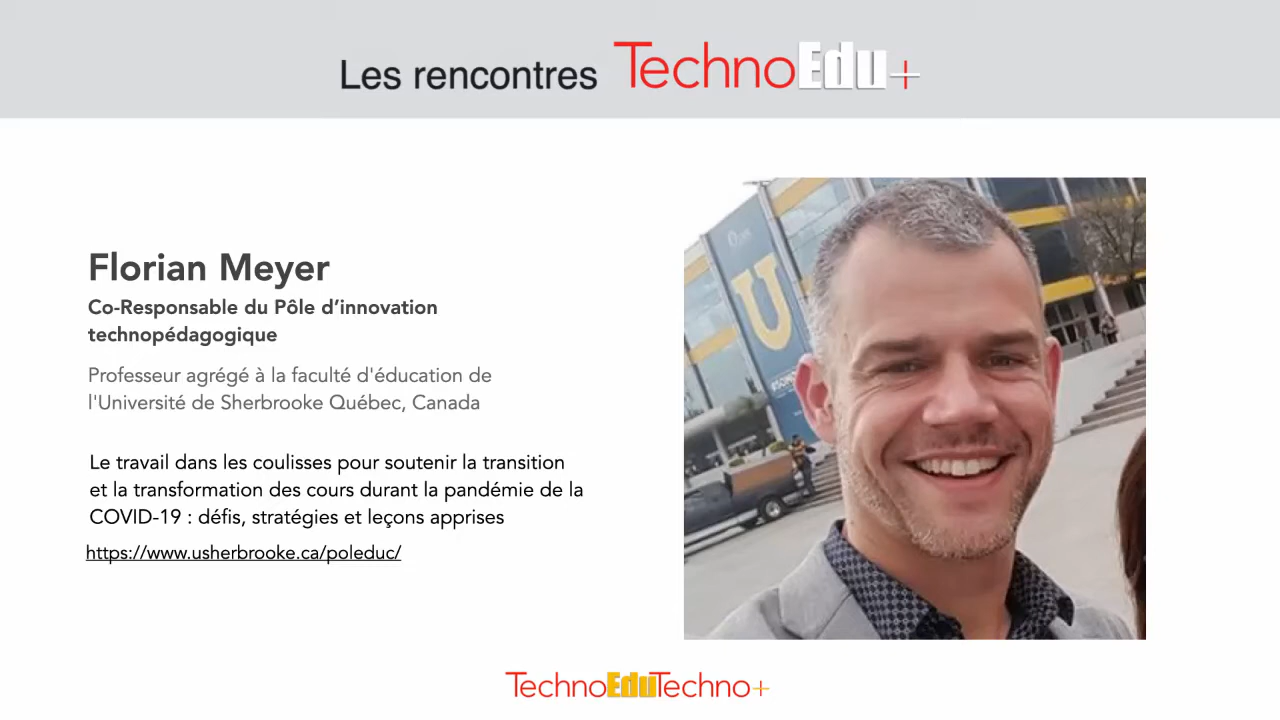 Les rencontres TechnoEdu+
Florian Meyer
Co-Responsable du Pôle d’innovation
technopédagogique
Professeur agrégé à la faculté d'éducation de
l'Université de Sherbrooke Québec, Canada
Le travail dans les coulisses pour soutenir la transition
et la transformation des cours durant la pandémie de la
COVID-19 : défis, stratégies et leçons apprises
https://www.usherbrooke.ca/poleduc/
U
TechnoEduTechno+